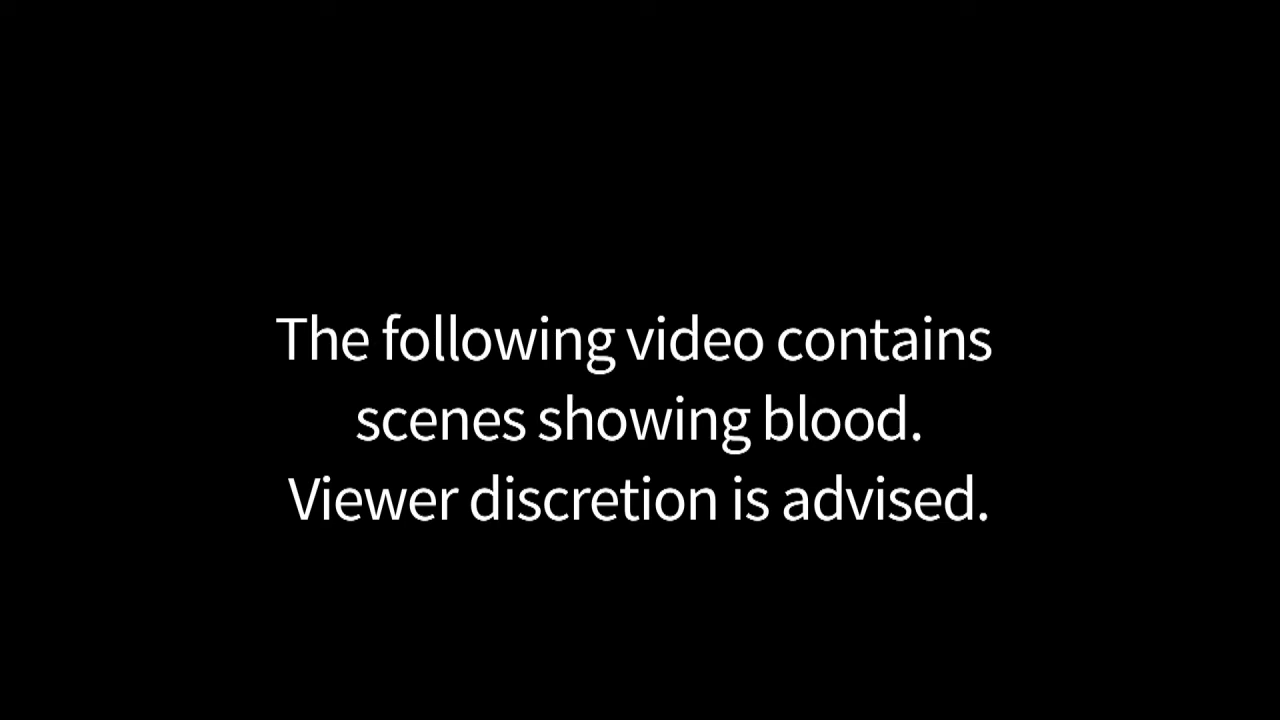 The following video contains
scenes showing blood.
Viewer discretion is advised.